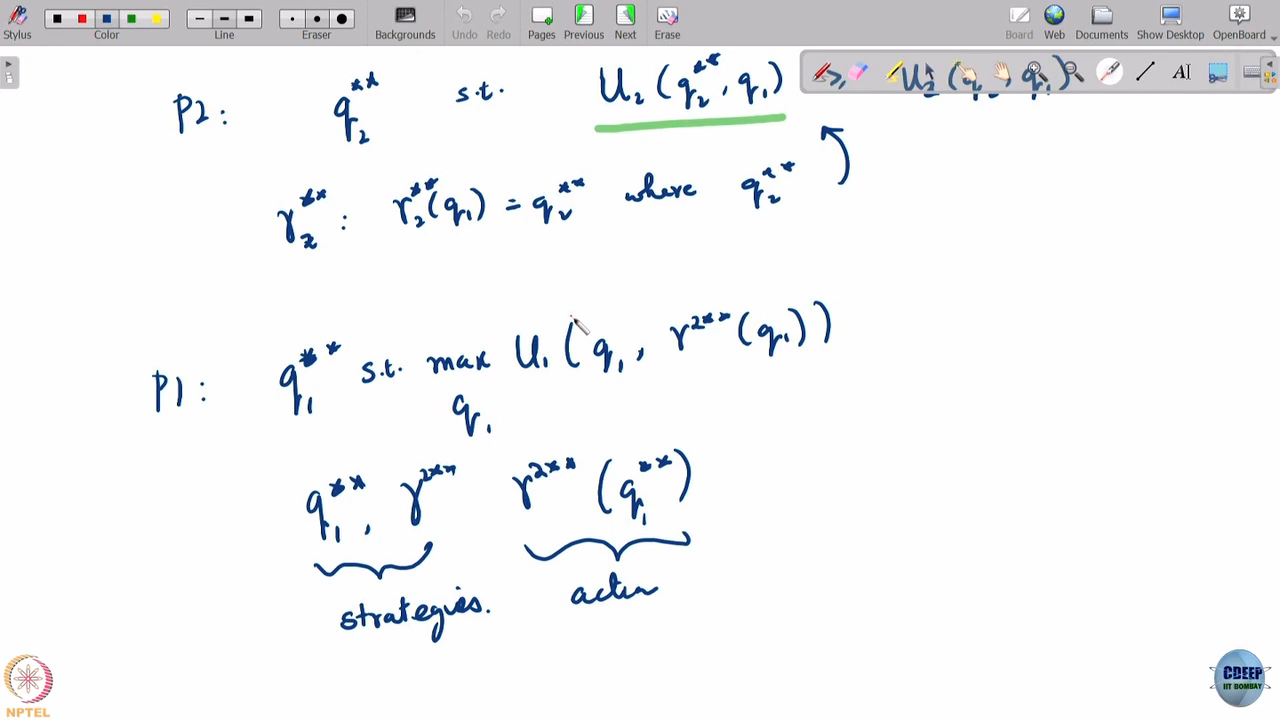 Stylus Color Line Eraser Backgrounds Undo Redo Pages Previous Next Erase Board Web Documents Show Desktop OpenBoard
P2: q₂** s.t. U₂(q₂**, q₁)
γ₂**: γ₂**(q₁) = q₂** where q₂**
P1: q₁** s.t. max U₁(q₁, γ²**(q₁))
q₁
q₁**, γ²** γ²**(q₁**)
strategies. action
NPTEL
CDEEP
IIT BOMBAY